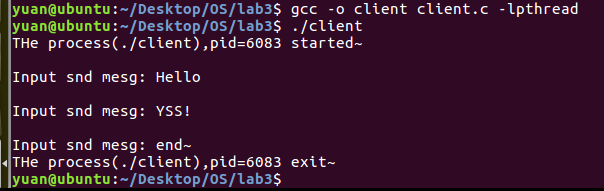 yuan@ubuntu:~/Desktop/OS/lab3$ gcc -o client client.c -lpthread
yuan@ubuntu:~/Desktop/OS/lab3$ ./client
THe process(./client),pid=6083 started~
Input snd mesg: Hello
Input snd mesg: YSS!
Input snd mesg: end~
THe process(./client),pid=6083 exit~
yuan@ubuntu:~/Desktop/OS/lab3$